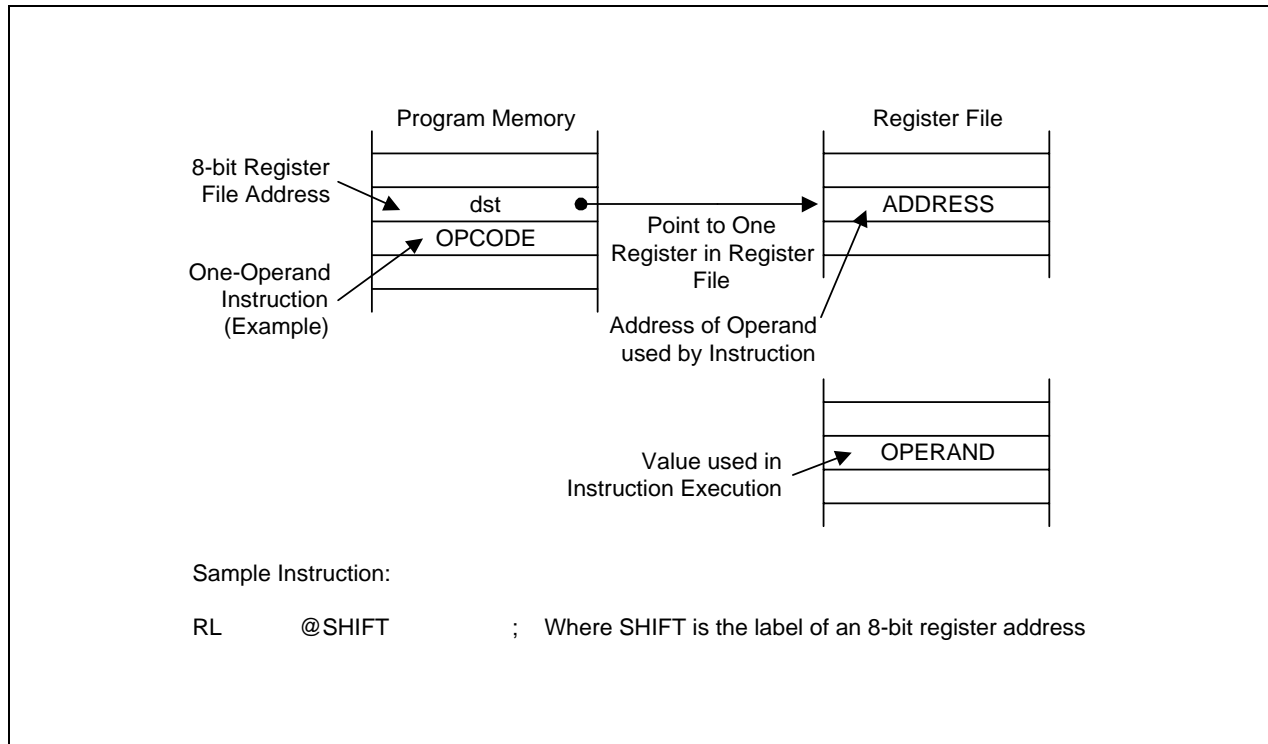 Program Memory
Register File
8-bit Register
File Address
dst
ADDRESS
OPCODE
Point to One
Register in Register
File
One-Operand
Instruction
(Example)
Address of Operand
used by Instruction
OPERAND
Value used in
Instruction Execution
Sample Instruction:
RL @SHIFT ; Where SHIFT is the label of an 8-bit register address